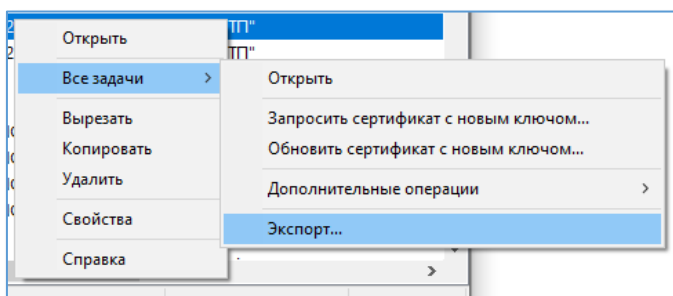 ТП"
ТП"
Открыть
Все задачи
Вырезать
Копировать
Удалить
Свойства
Справка
Открыть
Запросить сертификат с новым ключом...
Обновить сертификат с новым ключом...
Дополнительные операции
Экспорт...